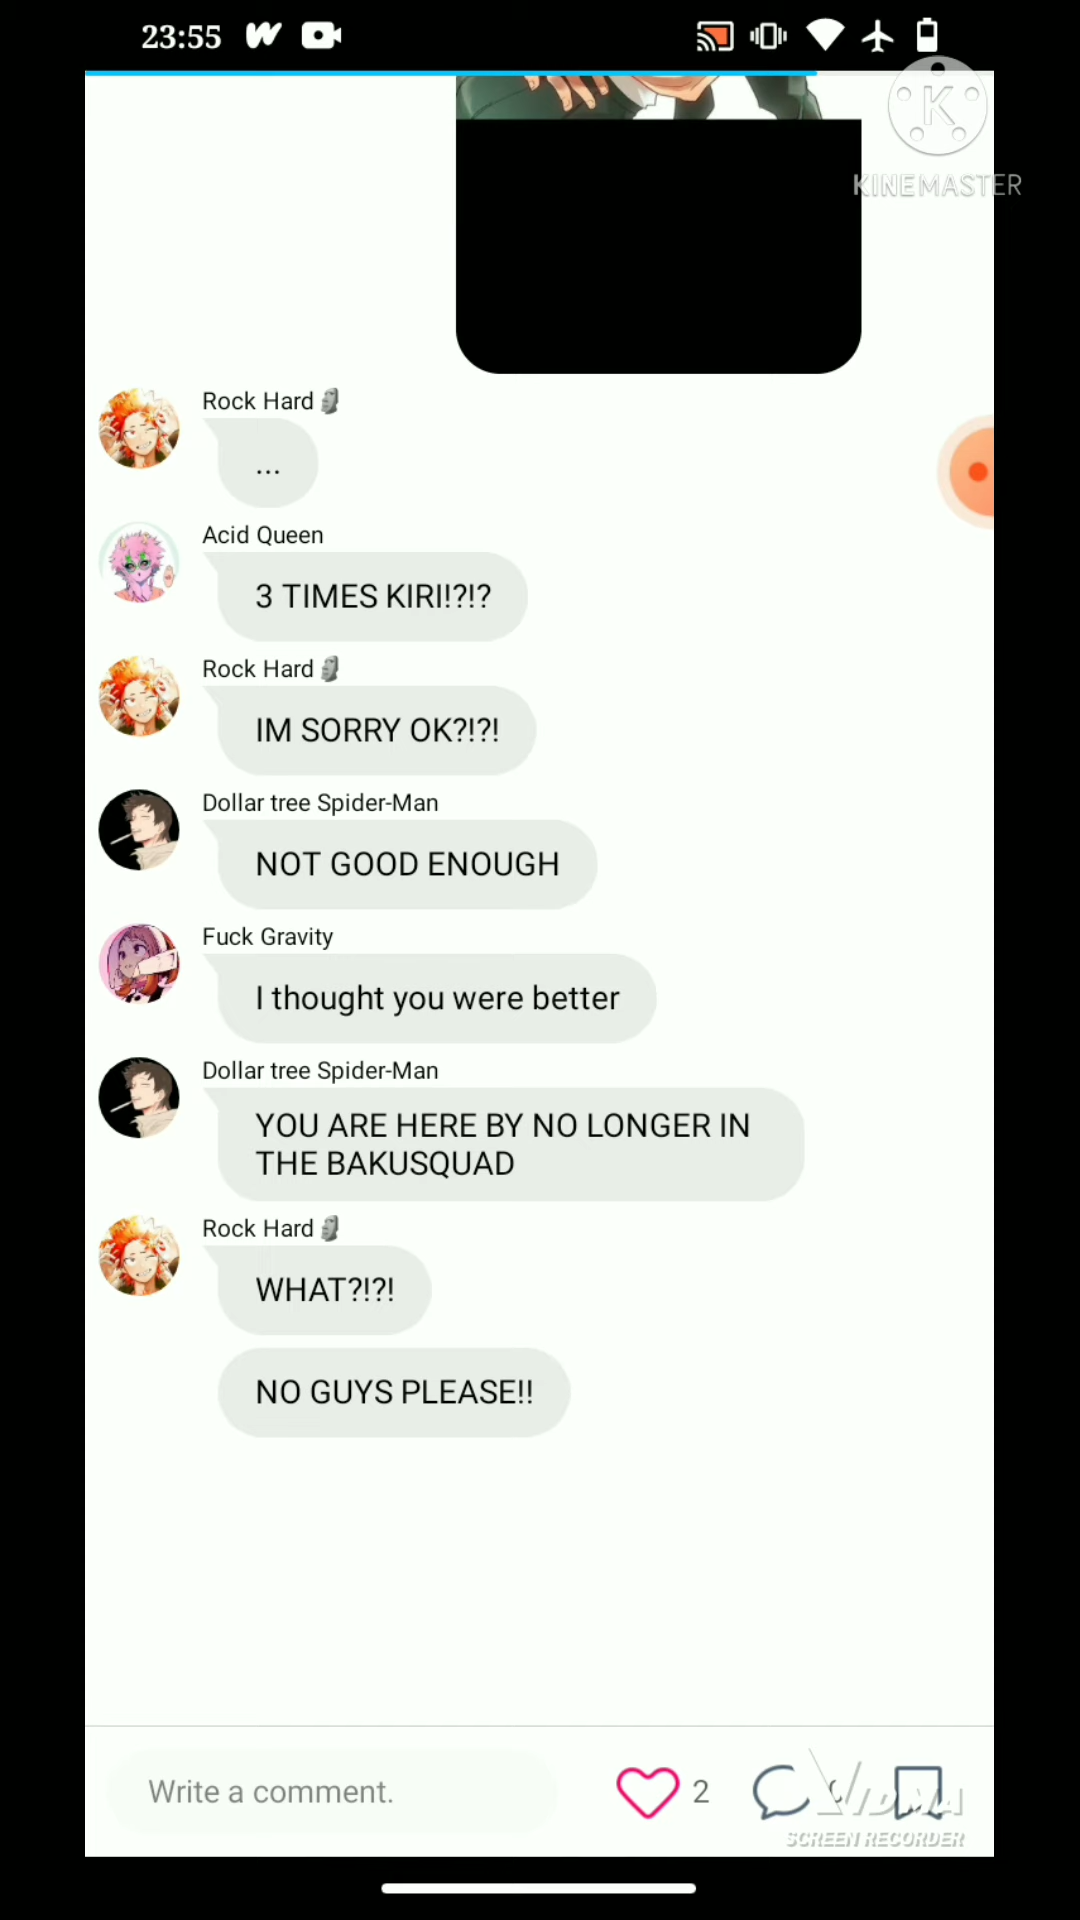 23:55
K
KINEMASTER
Rock Hard🗿
...
Acid Queen
3 TIMES KIRI!?!?
Rock Hard🗿
IM SORRY OK?!?!
Dollar tree Spider-Man
NOT GOOD ENOUGH
Fuck Gravity
I thought you were better
Dollar tree Spider-Man
YOU ARE HERE BY NO LONGER IN
THE BAKUSQUAD
Rock Hard🗿
WHAT?!?!
NO GUYS PLEASE!!
Write a comment.
2
VIDMA
SCREEN RECORDER